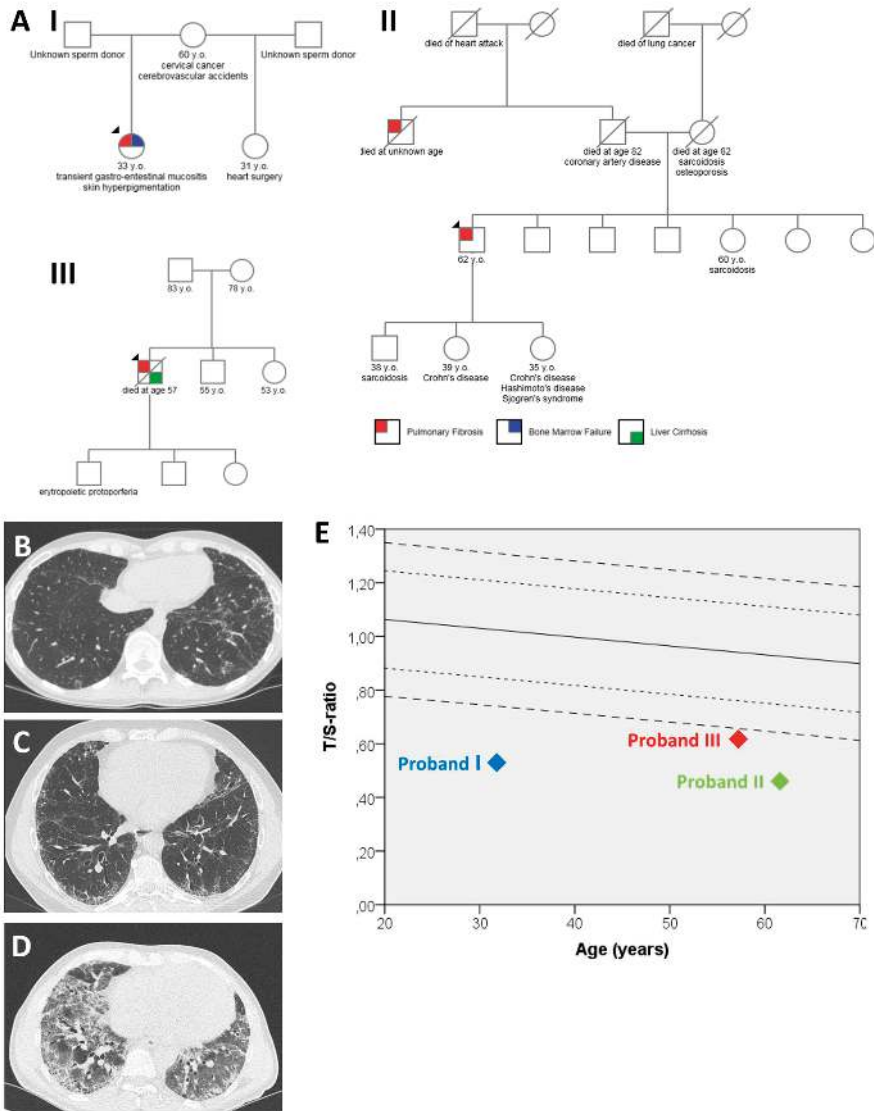 A I
Unknown sperm donor
60 y.o.
cervical cancer
cerebrovascular accidents
Unknown sperm donor
33 y.o.
transient gastro-entestinal mucositis
skin hyperpigmentation
31 y.o.
heart surgery
II
died of heart attack
died of lung cancer
died at unknown age
died at age 82
coronary artery disease
died at age 62
sarcoidosis
osteoporosis
62 y.o.
60 y.o.
sarcoidosis
38 y.o.
sarcoidosis
39 y.o.
Crohn's disease
35 y.o.
Crohn's disease
Hashimoto's disease
Sjogren's syndrome
III
83 y.o.
78 y.o.
died at age 57
55 y.o.
53 y.o.
erytropoietic protoporferia
Pulmonary Fibrosis
Bone Marrow Failure
Liver Cirrhosis
B
C
D
E
1,40
1,20
1,00
,80
,60
,40
,20
,00
T/S-ratio
Proband I
Proband III
Proband II
20
30
40
50
60
70
Age (years)